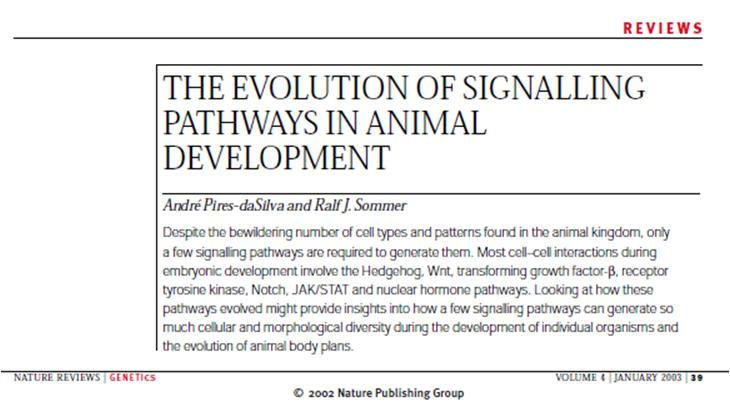 REVIEWS
THE EVOLUTION OF SIGNALLING
PATHWAYS IN ANIMAL
DEVELOPMENT
André Pires-daSilva and Ralf J. Sommer
Despite the bewildering number of cell types and patterns found in the animal kingdom, only
a few signalling pathways are required to generate them. Most cell–cell interactions during
embryonic development involve the Hedgehog, Wnt, transforming growth factor-β, receptor
tyrosine kinase, Notch, JAK/STAT and nuclear hormone pathways. Looking at how these
pathways evolved might provide insights into how a few signalling pathways can generate so
much cellular and morphological diversity during the development of individual organisms and
the evolution of animal body plans.
NATURE REVIEWS | GENETICS VOLUME 4 | JANUARY 2003 | 39
© 2002 Nature Publishing Group